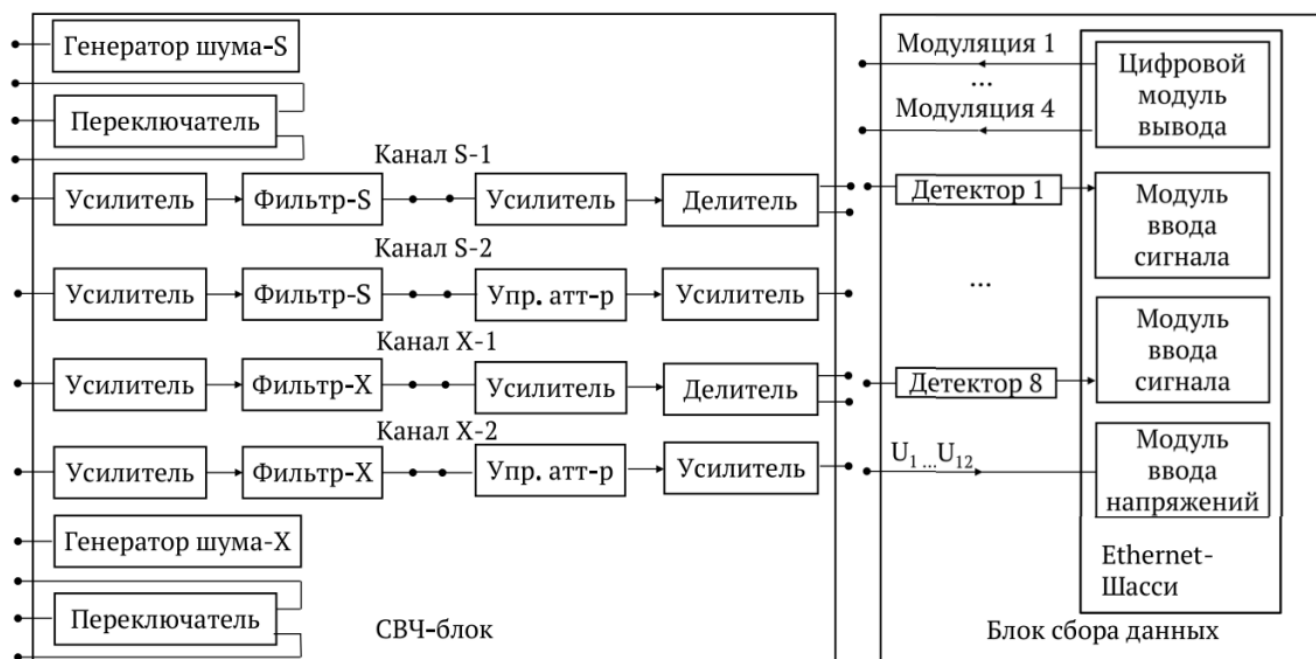 Генератор шума-S
Переключатель
Канал S-1
Усилитель
Фильтр-S
Усилитель
Делитель
Канал S-2
Усилитель
Фильтр-S
Упр. атт-р
Усилитель
Канал X-1
Усилитель
Фильтр-X
Усилитель
Делитель
Канал X-2
Усилитель
Фильтр-X
Упр. атт-р
Усилитель
Генератор шума-X
Переключатель
СВЧ-блок
Модуляция 1
...
Модуляция 4
Детектор 1
...
Детектор 8
U₁ ...U₁₂
Цифровой
модуль
вывода
Модуль
ввода
сигнала
Модуль
ввода
сигнала
Модуль
ввода
напряжений
Ethernet-
Шасси
Блок сбора данных